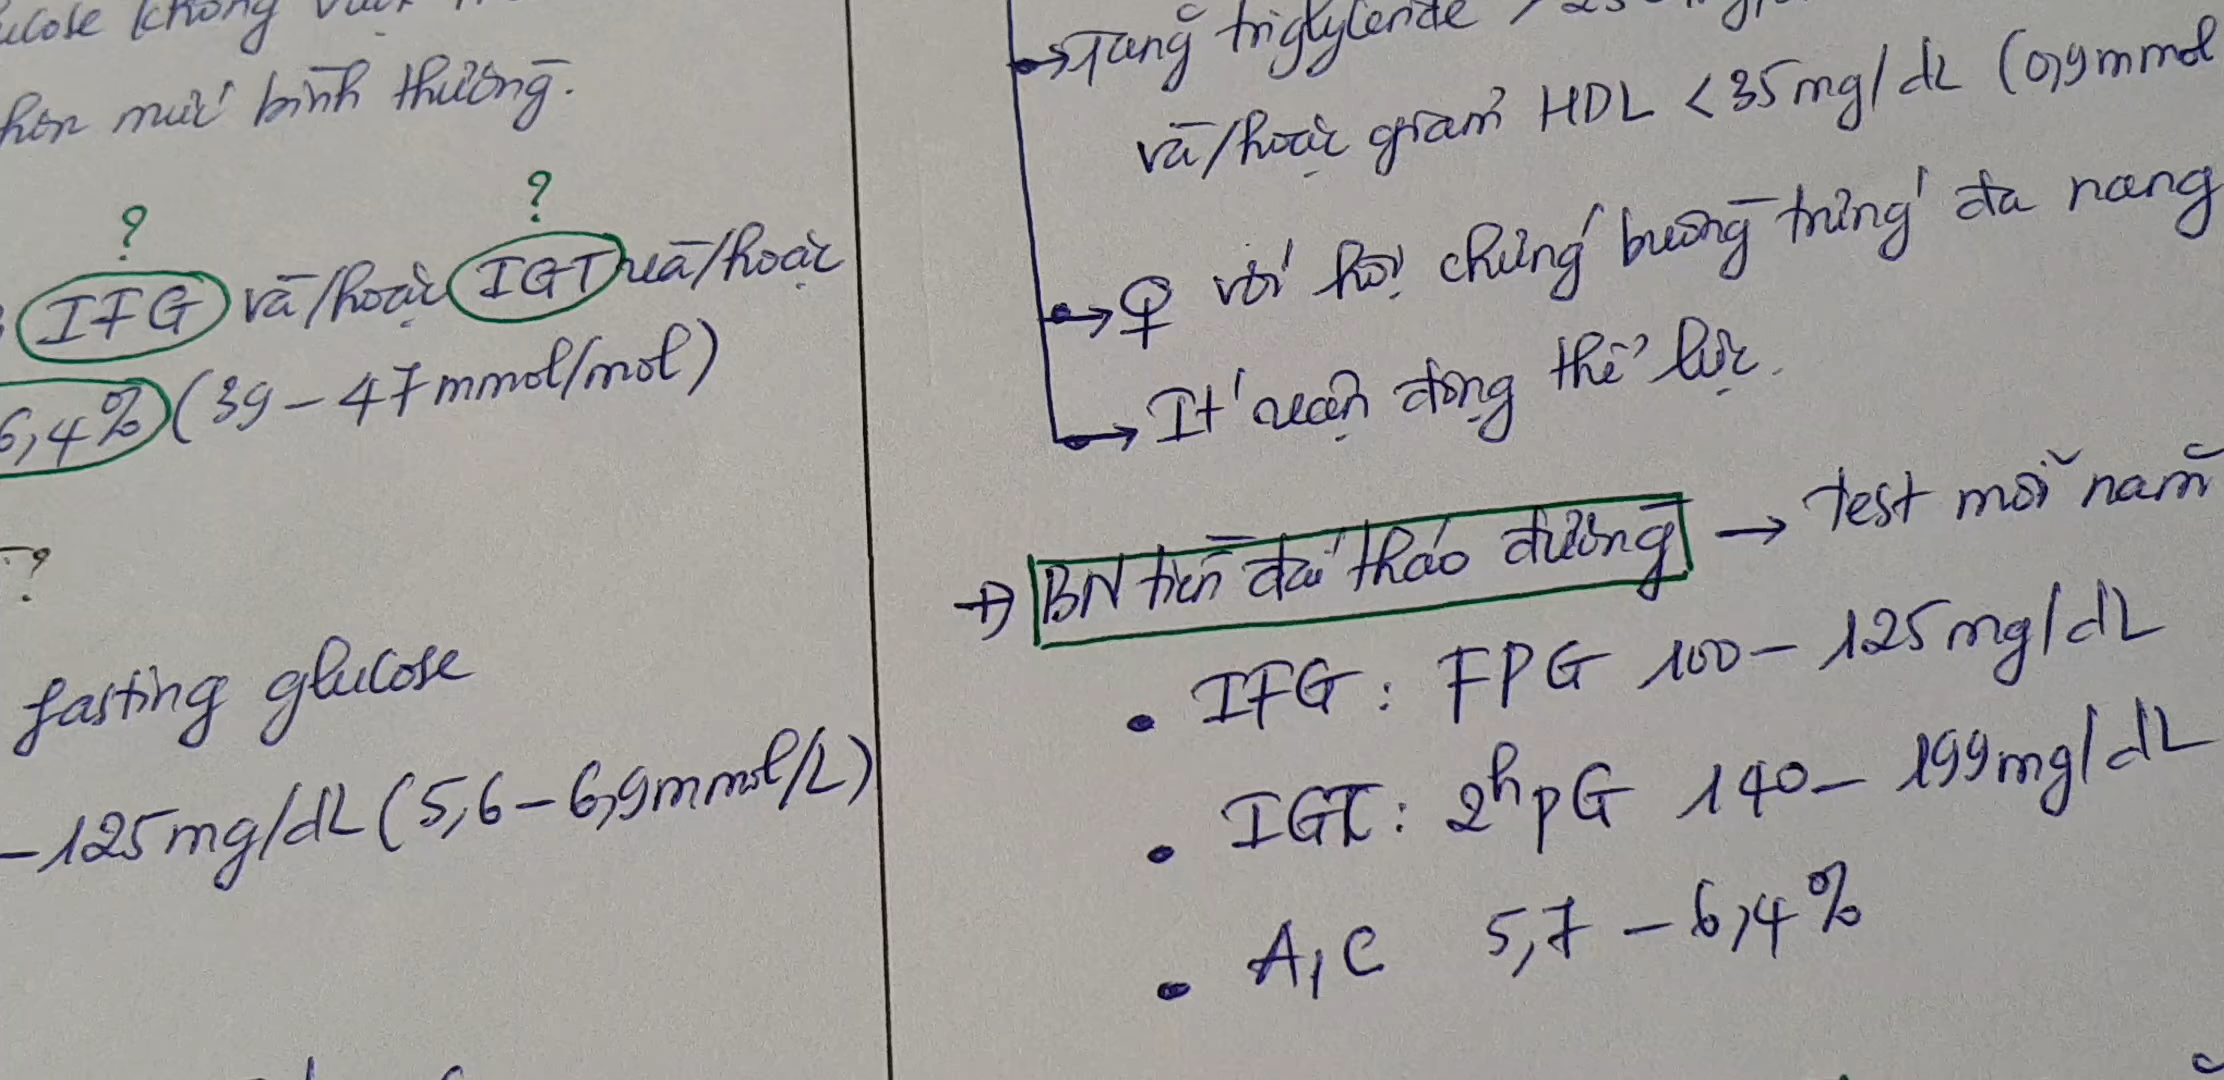 glucose không
hơn mức bình thường.
?
?
IFG và/hoặc IGT và/hoặc
6,4% (39 - 47 mmol/mol)
?
fasting glucose
-125 mg/dL (5,6 - 6,9 mmol/L)
Tăng triglyceride
và/hoặc giảm HDL < 35 mg/dL (0,9 mmol
→ ♀ với hội chứng buồng trứng đa nang
→ Ít vận động thể lực.
BN tiền đái tháo đường → test mỗi năm
• IFG: FPG 100 - 125 mg/dL
• IGT: 2hPG 140 - 199 mg/dL
• A1C 5,7 - 6,4%